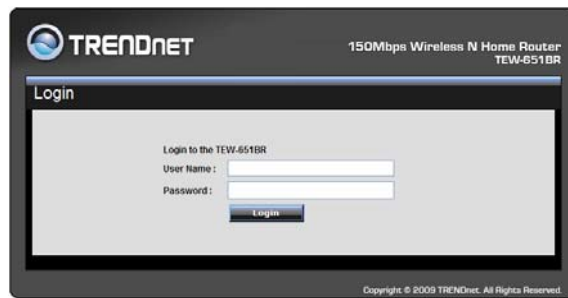 TRENDNET
150Mbps Wireless N Home Router
TEW-651BR
Login
Login to the TEW-651BR
User Name :
Password :
Login
Copyright © 2009 TRENDnet. All Rights Reserved.